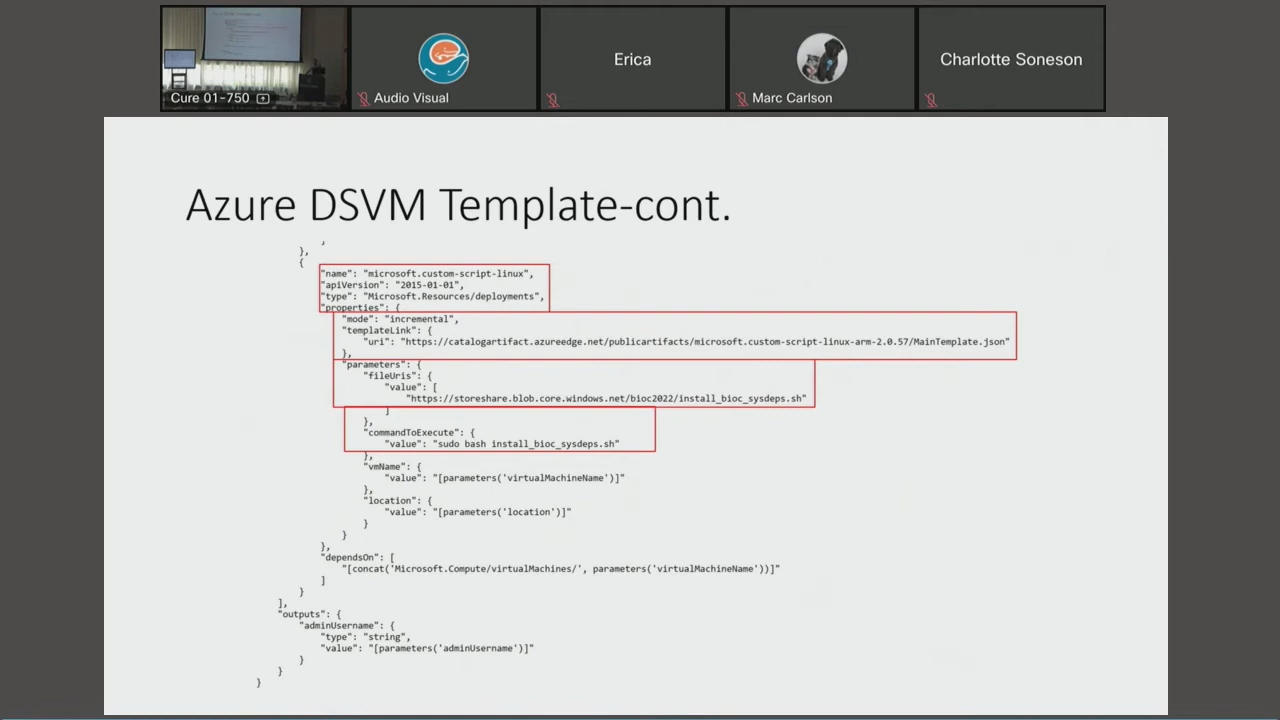 Cure 01-750
Audio Visual
Erica
Marc Carlson
Charlotte Soneson
Azure DSVM Template-cont.
},
{
"name": "microsoft.custom-script-linux",
"apiVersion": "2015-01-01",
"type": "Microsoft.Resources/deployments",
"properties": {
"mode": "incremental",
"templateLink": {
"uri": "https://catalogartifact.azureedge.net/publicartifacts/microsoft.custom-script-linux-arm-2.0.57/MainTemplate.json"
},
"parameters": {
"fileUris": {
"value": [
"https://storeshare.blob.core.windows.net/bioc2022/install_bioc_sysdeps.sh"
]
},
"commandToExecute": {
"value": "sudo bash install_bioc_sysdeps.sh"
},
"vmName": {
"value": "[parameters('virtualMachineName')]"
},
"location": {
"value": "[parameters('location')]"
}
}
},
"dependsOn": [
"[concat('Microsoft.Compute/virtualMachines/', parameters('virtualMachineName'))]"
]
}
],
"outputs": {
"adminUsername": {
"type": "string",
"value": "[parameters('adminUsername')]"
}
}
}